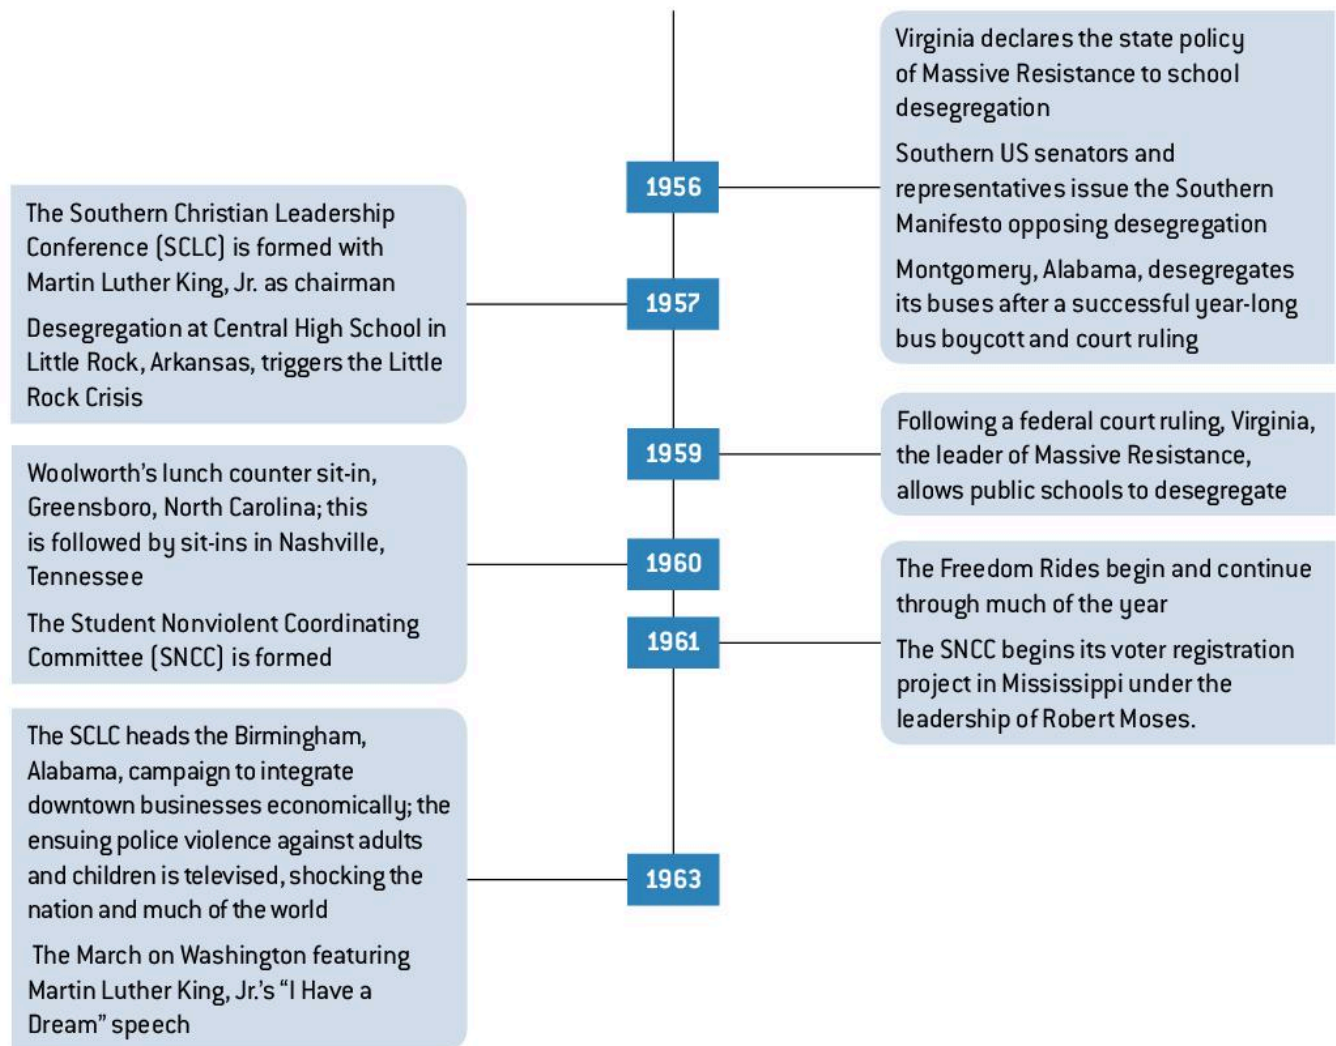 1956
Virginia declares the state policy
of Massive Resistance to school
desegregation
Southern US senators and
representatives issue the Southern
Manifesto opposing desegregation
Montgomery, Alabama, desegregates
its buses after a successful year-long
bus boycott and court ruling
1957
The Southern Christian Leadership
Conference (SCLC) is formed with
Martin Luther King, Jr. as chairman
Desegregation at Central High School in
Little Rock, Arkansas, triggers the Little
Rock Crisis
1959
Following a federal court ruling, Virginia,
the leader of Massive Resistance,
allows public schools to desegregate
1960
Woolworth’s lunch counter sit-in,
Greensboro, North Carolina; this
is followed by sit-ins in Nashville,
Tennessee
The Student Nonviolent Coordinating
Committee (SNCC) is formed
1961
The Freedom Rides begin and continue
through much of the year
The SNCC begins its voter registration
project in Mississippi under the
leadership of Robert Moses.
1963
The SCLC heads the Birmingham,
Alabama, campaign to integrate
downtown businesses economically; the
ensuing police violence against adults
and children is televised, shocking the
nation and much of the world
The March on Washington featuring
Martin Luther King, Jr.’s “I Have a
Dream” speech